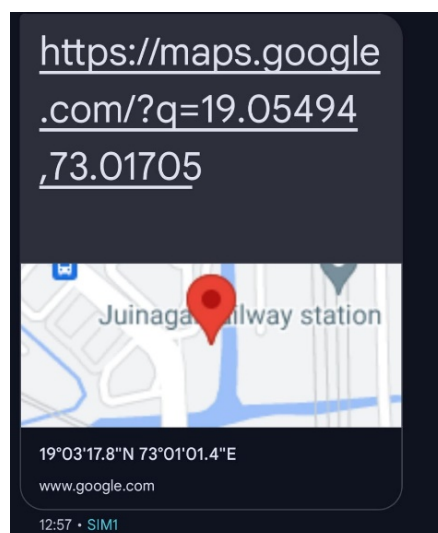 https://maps.google
.com/?q=19.05494
,73.01705
Juinaga ilway station
19°03'17.8"N 73°01'01.4"E
www.google.com
12:57 • SIM1